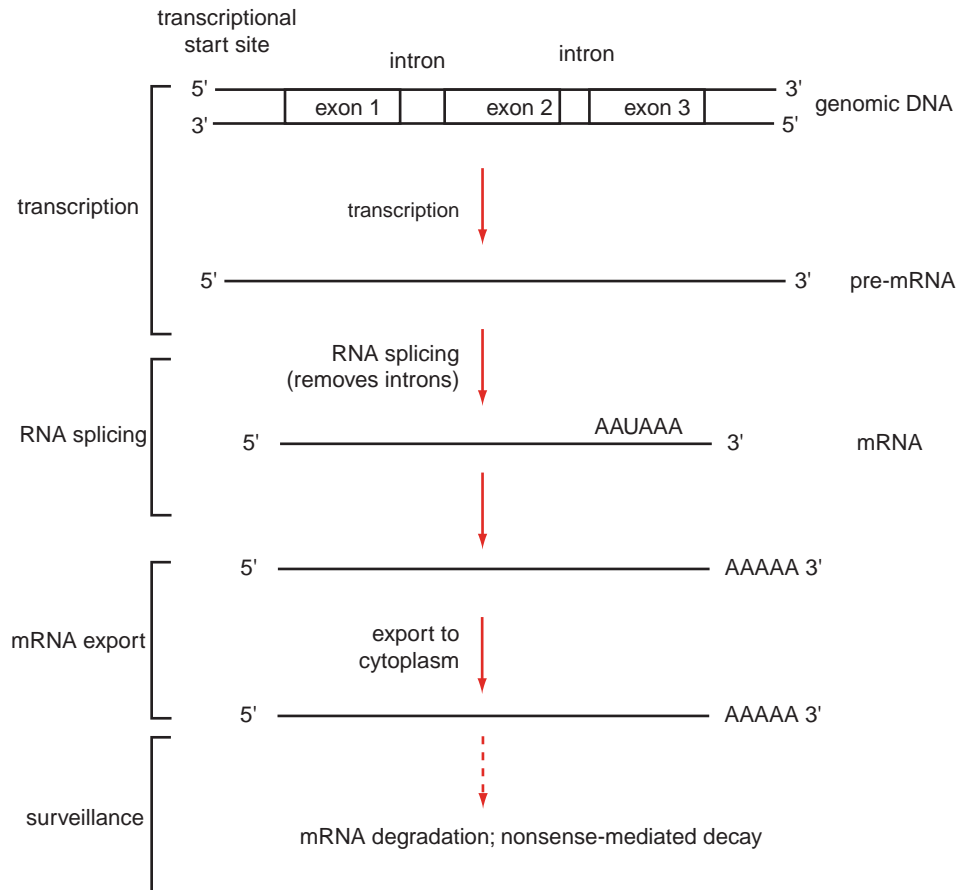 transcriptional
start site
intron
intron
5'
3'
exon 1
exon 2
exon 3
genomic DNA
3'
5'
transcription
transcription
5'
3'
pre-mRNA
RNA splicing
(removes introns)
AAUAAA
RNA splicing
5'
3'
mRNA
5'
AAAAA 3'
mRNA export
export to
cytoplasm
5'
AAAAA 3'
surveillance
mRNA degradation; nonsense-mediated decay